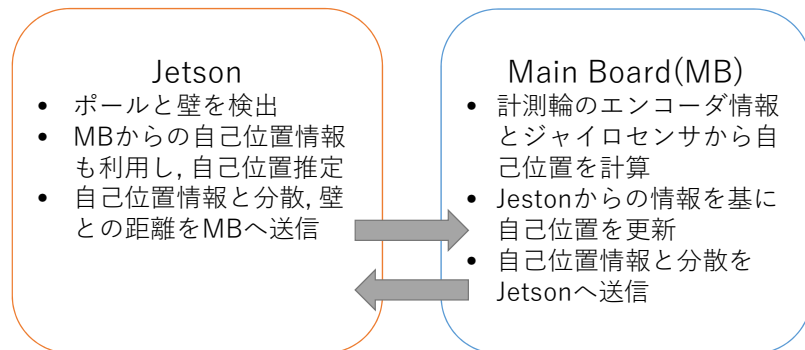 Jetson
• ポールと壁を検出
• MBからの自己位置情報
も利用し, 自己位置推定
• 自己位置情報と分散, 壁
との距離をMBへ送信
Main Board(MB)
• 計測輪のエンコーダ情報
とジャイロセンサから自
己位置を計算
• Jestonからの情報を基に
自己位置を更新
• 自己位置情報と分散を
Jetsonへ送信